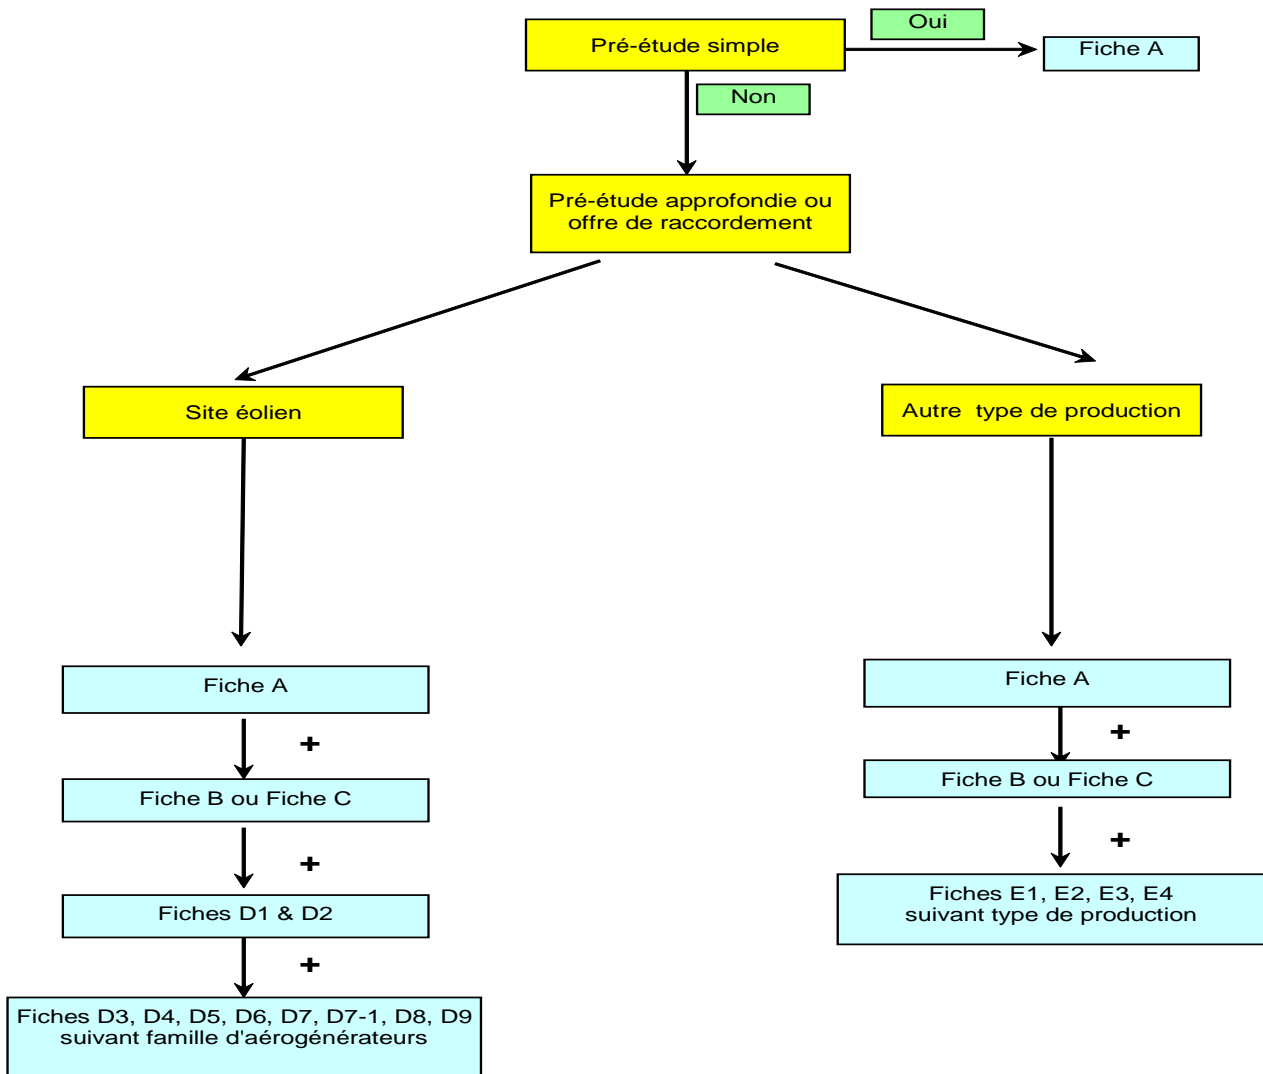 Oui
Pré-étude simple
Fiche A
Non
Pré-étude approfondie ou
offre de raccordement
Site éolien
Autre type de production
Fiche A
+
Fiche B ou Fiche C
+
Fiches D1 & D2
+
Fiches D3, D4, D5, D6, D7, D7-1, D8, D9
suivant famille d'aérogénérateurs
Fiche A
+
Fiche B ou Fiche C
+
Fiches E1, E2, E3, E4
suivant type de production